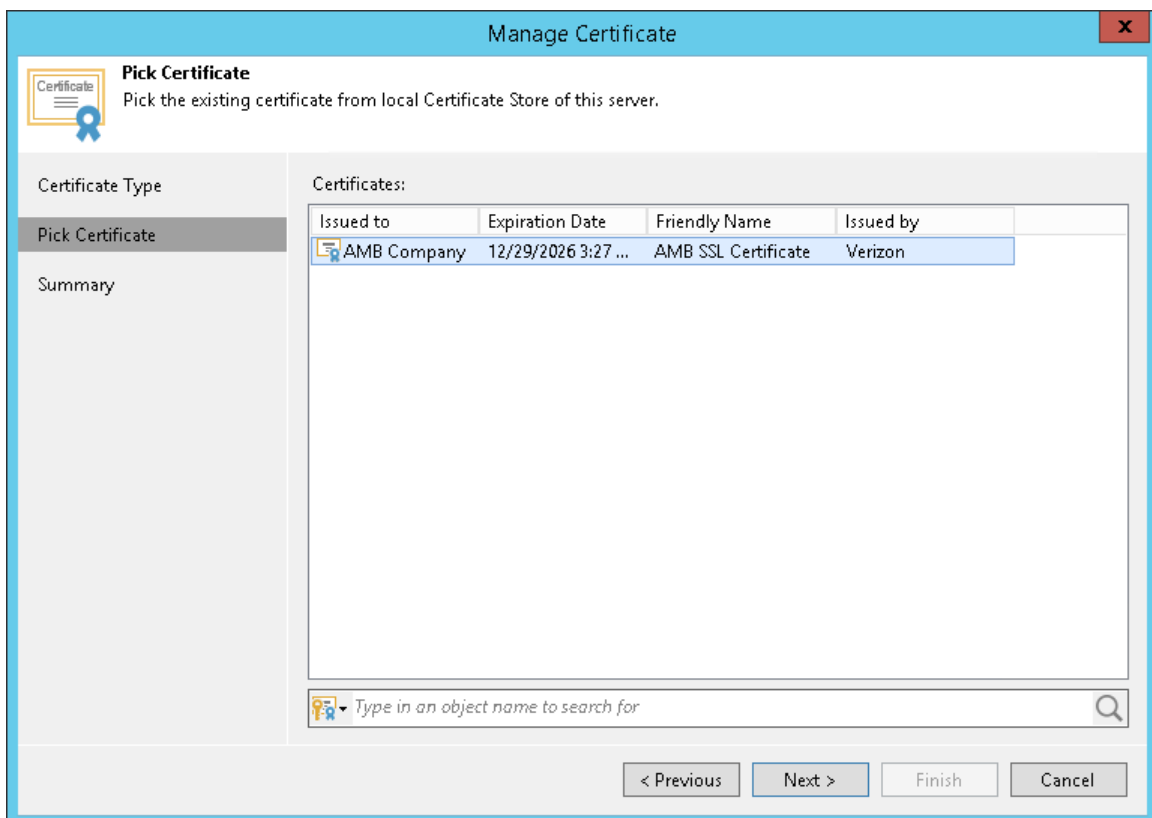 Manage Certificate
x
Certificate
Pick Certificate
Pick the existing certificate from local Certificate Store of this server.
Certificate Type
Pick Certificate
Summary
Certificates:
Issued to Expiration Date Friendly Name Issued by
AMB Company 12/29/2026 3:27 ... AMB SSL Certificate Verizon
Type in an object name to search for
< Previous Next > Finish Cancel